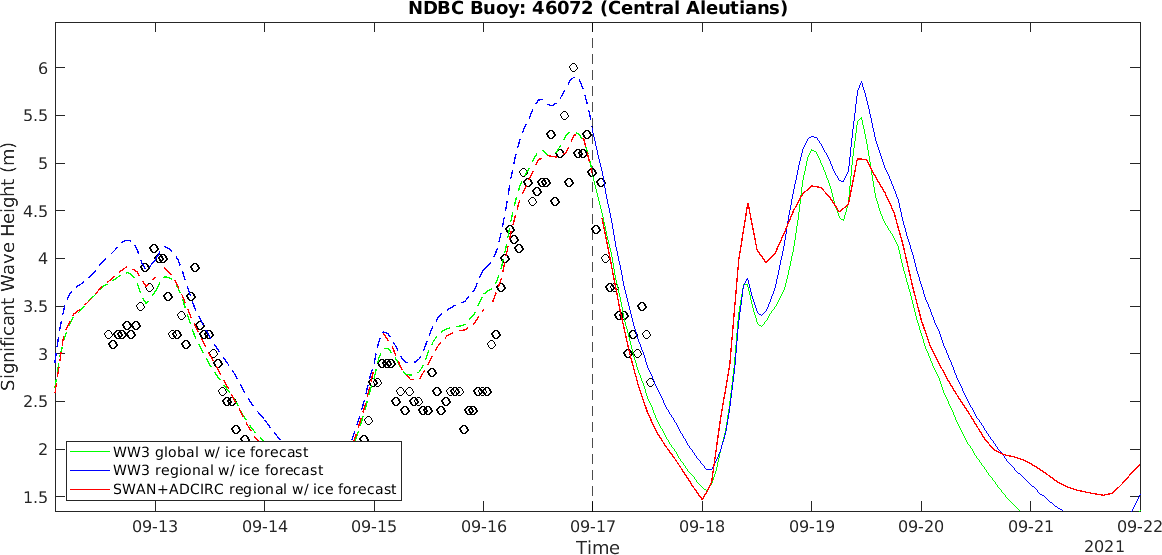 NDBC Buoy: 46072 (Central Aleutians)
Significant Wave Height (m)
6
5.5
5
4.5
4
3.5
3
2.5
2
1.5
WW3 global w/ ice forecast
WW3 regional w/ ice forecast
SWAN+ADCIRC regional w/ ice forecast
09-13 09-14 09-15 09-16 09-17 09-18 09-19 09-20 09-21 09-22
Time
2021